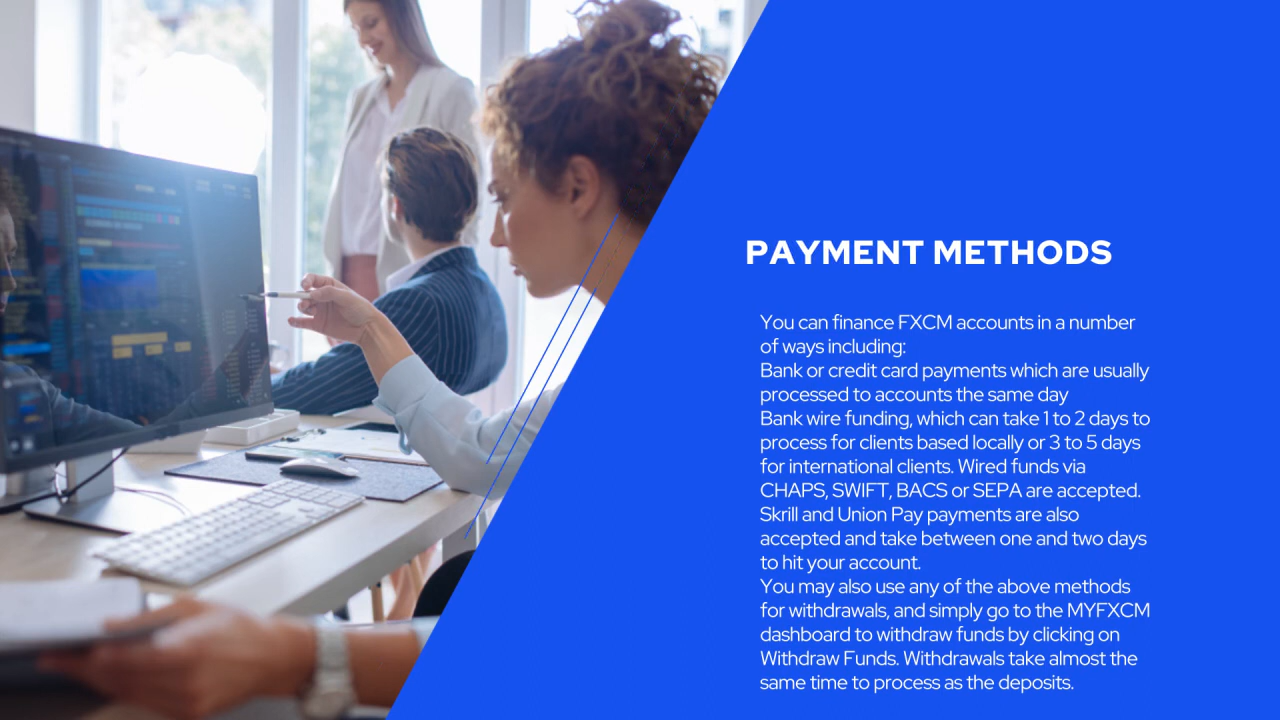 PAYMENT METHODS
You can finance FXCM accounts in a number
of ways including:
Bank or credit card payments which are usually
processed to accounts the same day
Bank wire funding, which can take 1 to 2 days to
process for clients based locally or 3 to 5 days
for international clients. Wired funds via
CHAPS, SWIFT, BACS or SEPA are accepted.
Skrill and Union Pay payments are also
accepted and take between one and two days
to hit your account.
You may also use any of the above methods
for withdrawals, and simply go to the MYFXCM
dashboard to withdraw funds by clicking on
Withdraw Funds. Withdrawals take almost the
same time to process as the deposits.